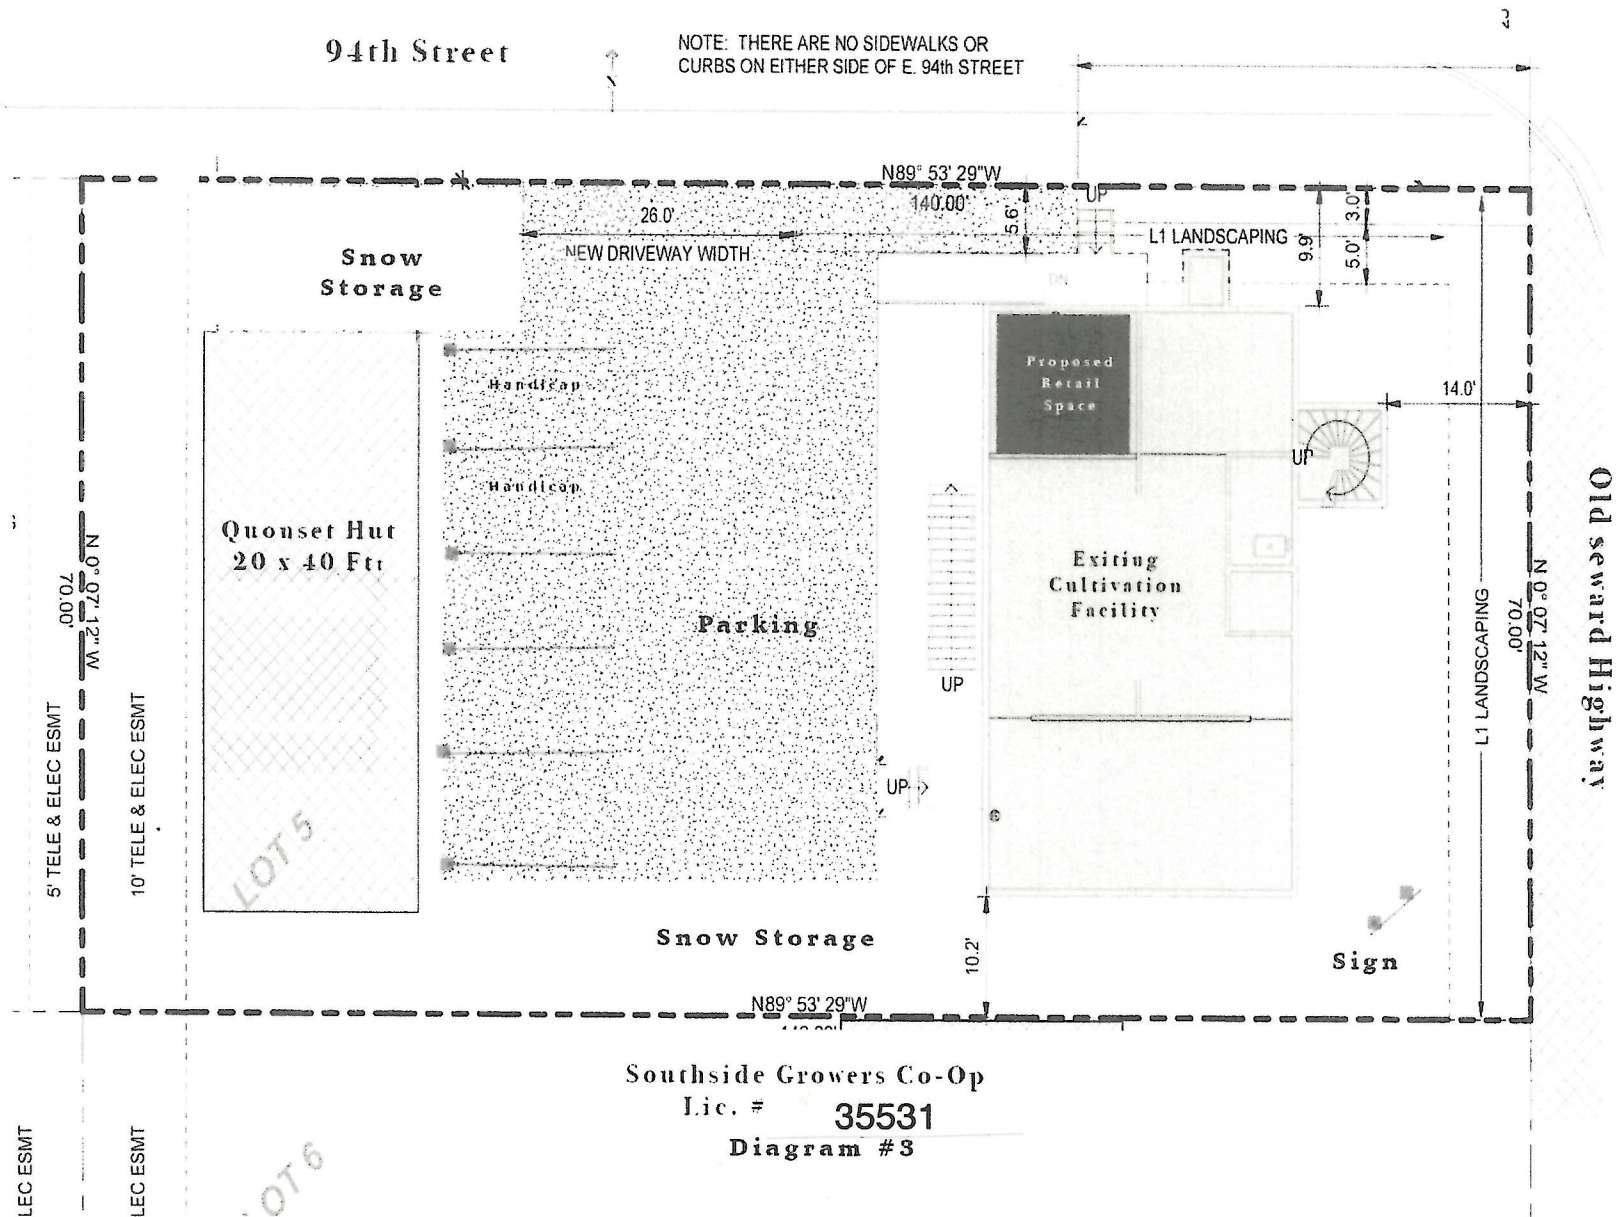 94th Street
N
NOTE: THERE ARE NO SIDEWALKS OR
CURBS ON EITHER SIDE OF E. 94th STREET
N89° 53' 29"W
140.00'
UP
26.0'
NEW DRIVEWAY WIDTH
5.6'
L1 LANDSCAPING
9.9'
3.0'
5.0'
DN
Snow
Storage
Proposed
Retail
Space
14.0'
UP
Handicap
Handicap
Quonset Hut
20 x 40 Ftt
Exiting
Cultivation
Facility
Parking
UP
UP
N 0° 07' 12" W
70.00'
5' TELE & ELEC ESMT
10' TELE & ELEC ESMT
LOT 5
L1 LANDSCAPING
N 0° 07' 12" W
70.00'
Old seward Highway
Snow Storage
10.2'
Sign
N89° 53' 29"W
Southside Growers Co-Op
Lic. # 35531
Diagram #3
LEC ESMT
LEC ESMT
OT 6